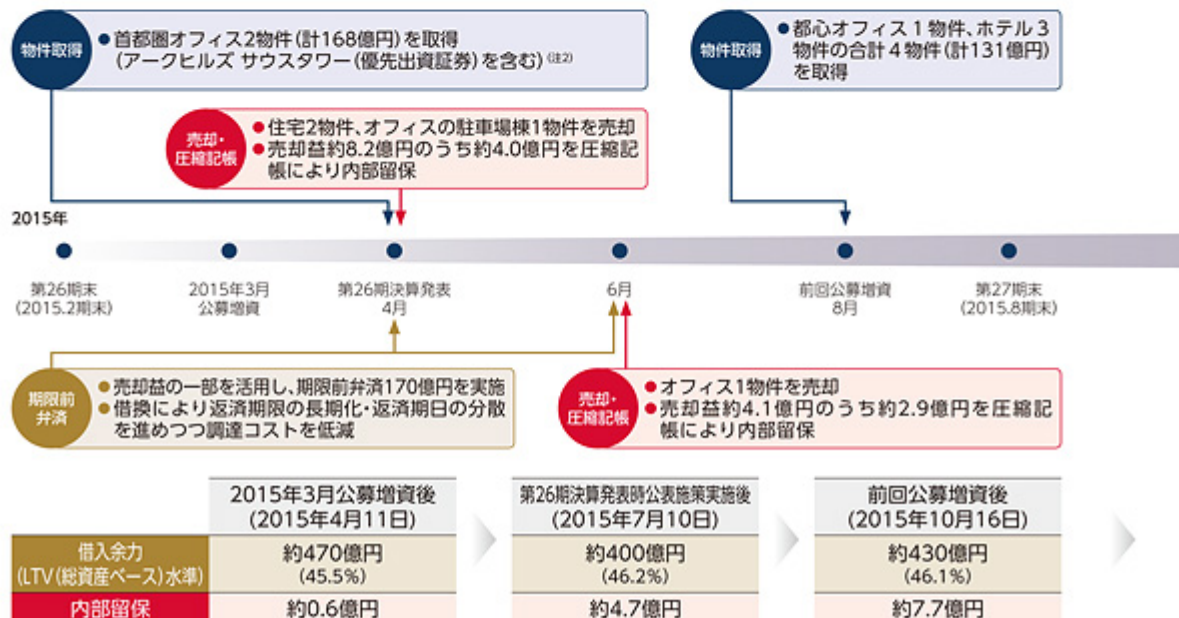 物件取得
●首都圏オフィス2物件(計168億円)を取得
(アークヒルズ サウスタワー(優先出資証券)を含む)(注2)
物件取得
●都心オフィス1物件、ホテル3
物件の合計4物件(計131億円)
を取得
売却・
圧縮記帳
●住宅2物件、オフィスの駐車場棟1物件を売却
●売却益約8.2億円のうち約4.0億円を圧縮記
帳により内部留保
2015年
第26期末
(2015.2期末)
2015年3月
公募増資
第26期決算発表
4月
6月
前回公募増資
8月
第27期末
(2015.8期末)
期限前
弁済
●売却益の一部を活用し、期限前弁済170億円を実施
●借換により返済期限の長期化・返済期日の分散
を進めつつ調達コストを低減
売却・
圧縮記帳
●オフィス1物件を売却
●売却益約4.1億円のうち約2.9億円を圧縮記
帳により内部留保
2015年3月公募増資後
(2015年4月11日)
第26期決算発表時公表施策実施後
(2015年7月10日)
前回公募増資後
(2015年10月16日)
借入余力
(LTV(総資産ベース)水準)
約470億円
(45.5%)
約400億円
(46.2%)
約430億円
(46.1%)
内部留保
約0.6億円
約4.7億円
約7.7億円